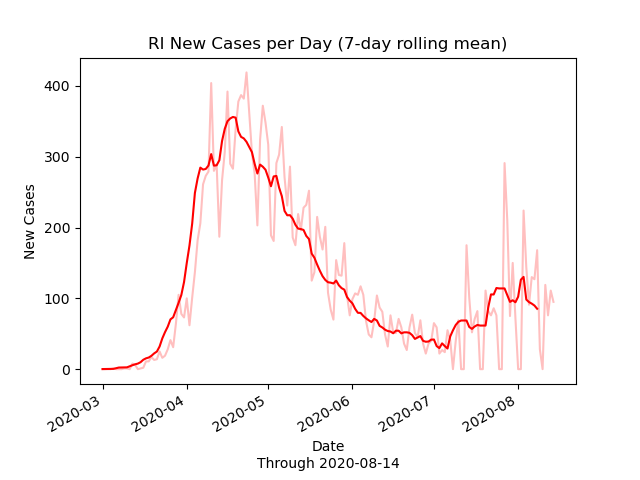 RI New Cases per Day (7-day rolling mean)
400
300
200
100
0
New Cases
2020-03
2020-04
2020-05
2020-06
2020-07
2020-08
Date
Through 2020-08-14